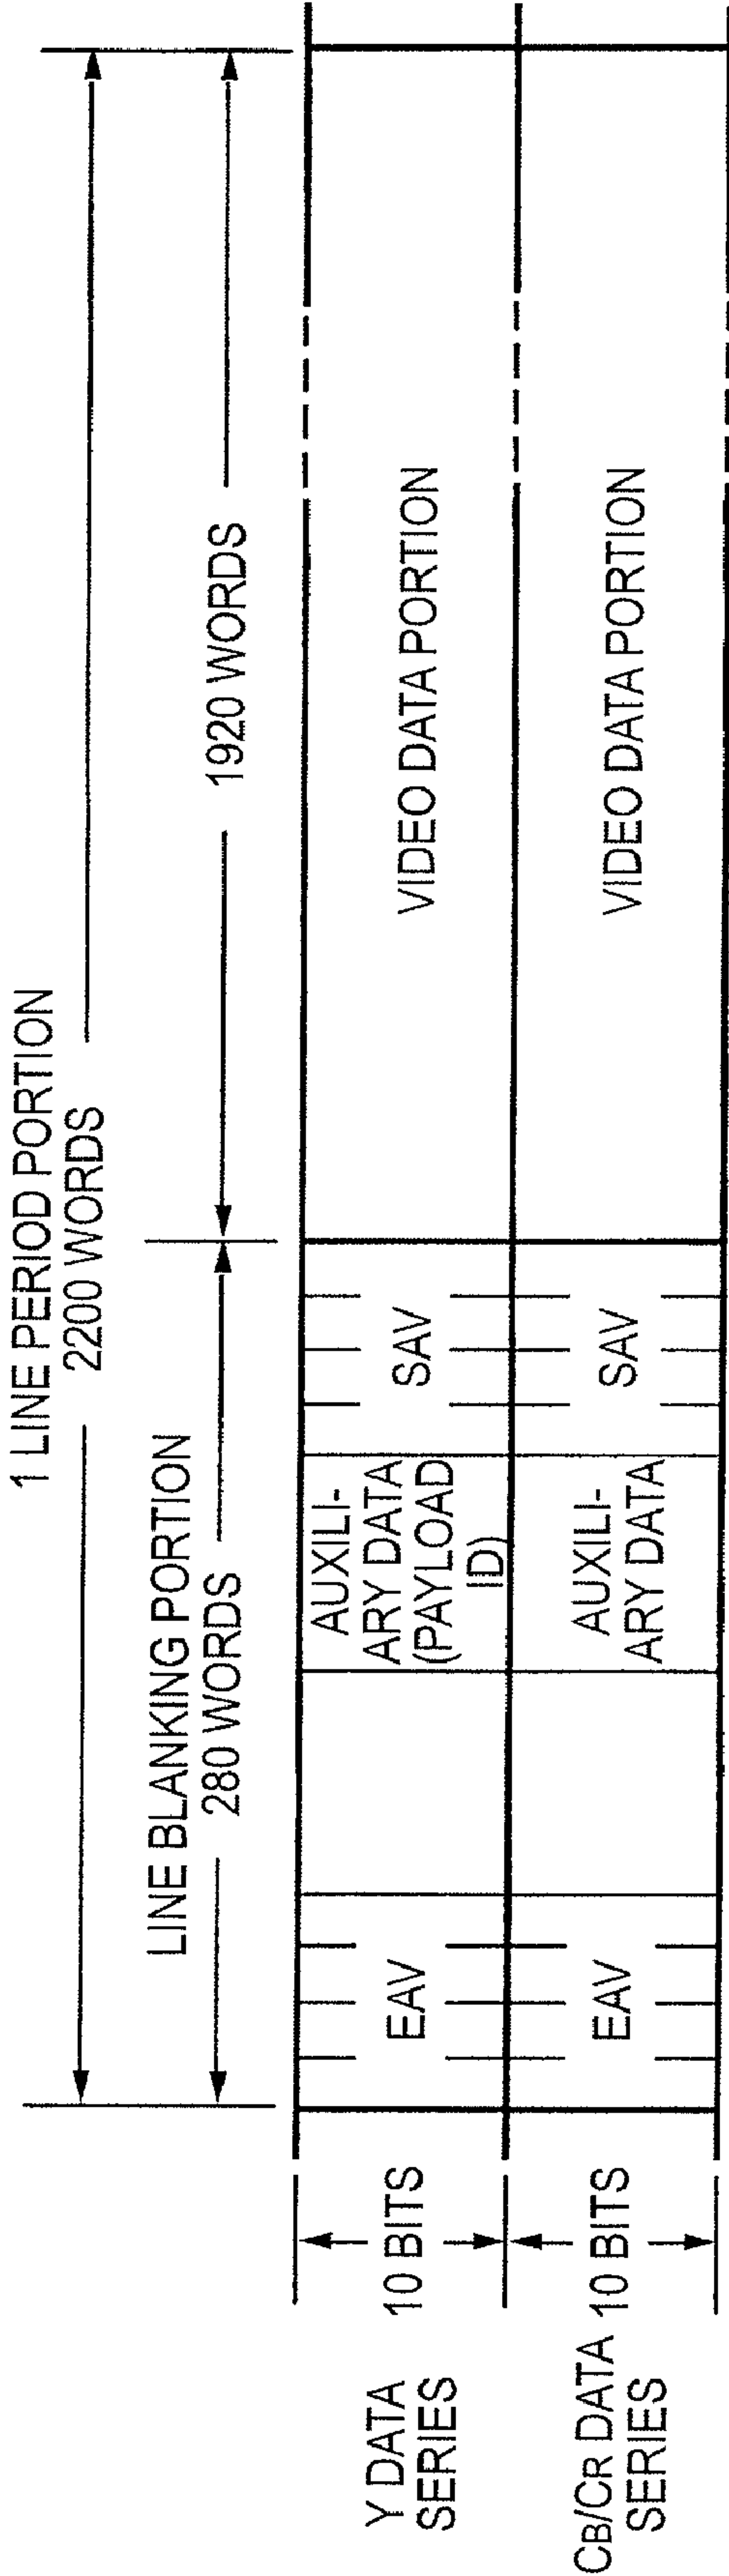 1 LINE PERIOD PORTION
2200 WORDS
LINE BLANKING PORTION
280 WORDS
1920 WORDS
Y DATA
SERIES
10 BITS
EAV
AUXILI-
ARY DATA
(PAYLOAD
ID)
SAV
VIDEO DATA PORTION
CB/CR DATA
SERIES
10 BITS
EAV
AUXILI-
ARY DATA
SAV
VIDEO DATA PORTION